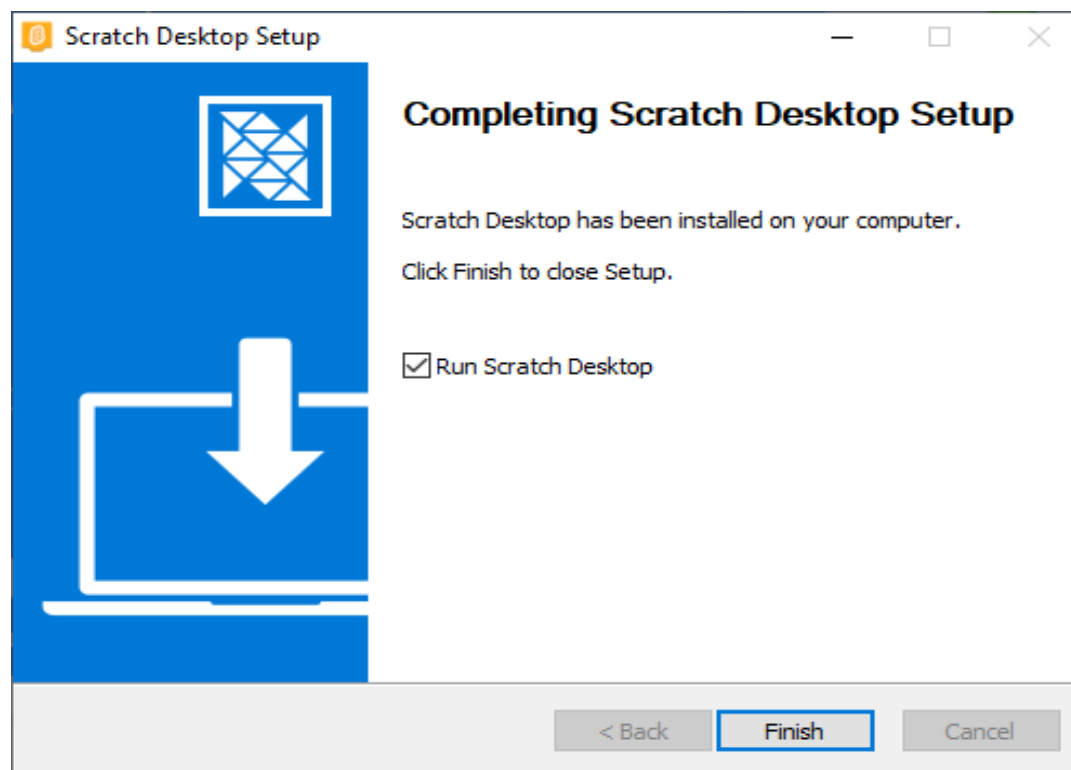 Scratch Desktop Setup
Completing Scratch Desktop Setup
Scratch Desktop has been installed on your computer.
Click Finish to close Setup.
Run Scratch Desktop
< Back
Finish
Cancel